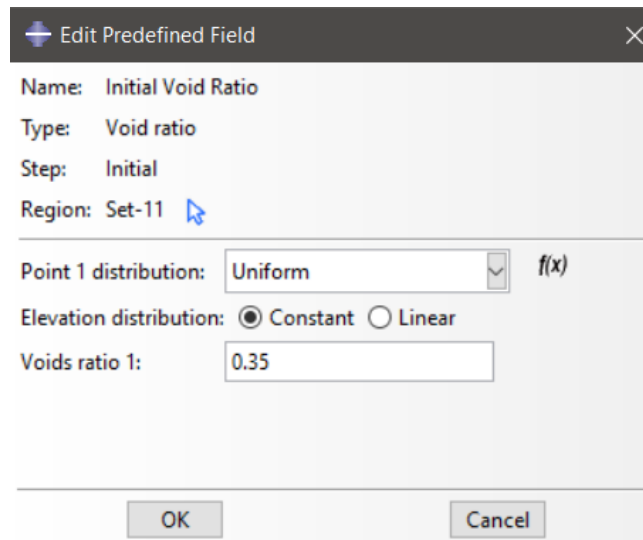 Edit Predefined Field
Name: Initial Void Ratio
Type: Void ratio
Step: Initial
Region: Set-11
Point 1 distribution: Uniform f(x)
Elevation distribution: Constant Linear
Voids ratio 1: 0.35
OK Cancel